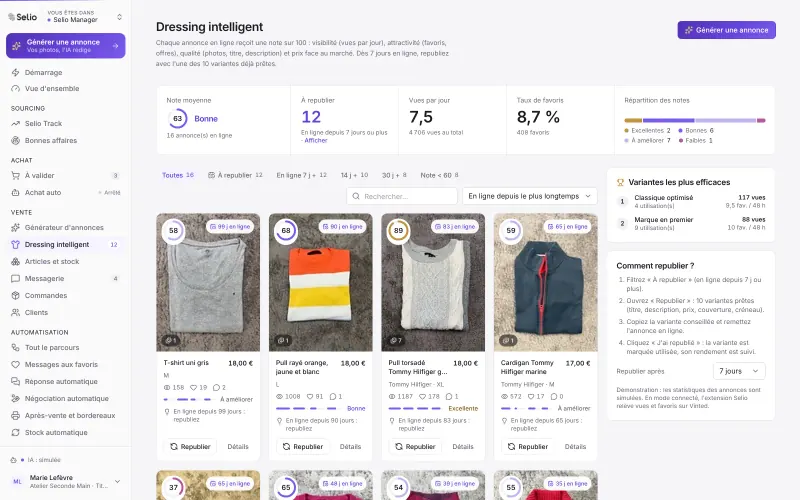 Selio
VOUS ÊTES DANS
Selio Manager
Générer une annonce
Vos photos, l'IA rédige
Démarrage
Vue d'ensemble
SOURCING
Selio Track
Bonnes affaires
ACHAT
À valider 3
Achat auto Arrêté
VENTE
Générateur d'annonces
Dressing intelligent 12
Articles et stock
Messagerie 4
Commandes
Clients
AUTOMATISATION
Tout le parcours
Messages aux favoris
Réponse automatique
Négociation automatique
Après-vente et bordereaux
Stock automatique
IA : simulée
ML
Marie Lefèvre
Atelier Seconde Main · Tit...
Dressing intelligent
Chaque annonce en ligne reçoit une note sur 100 : visibilité (vues par jour), attractivité (favoris,
offres), qualité (photos, titre, description) et prix face au marché. Dès 7 jours en ligne, republiez
avec l'une des 10 variantes déjà prêtes.
Générer une annonce
Note moyenne
63 Bonne
16 annonce(s) en ligne
À republier
12
En ligne depuis 7 jours ou plus
· Afficher
Vues par jour
7,5
4 706 vues au total
Taux de favoris
8,7 %
408 favoris
Répartition des notes
Excellentes 2 Bonnes 6
À améliorer 7 Faibles 1
Toutes 16 À republier 12 En ligne 7 j + 12 14 j + 10 30 j + 8 Note < 60 8
Rechercher...
En ligne depuis le plus longtemps
58 99 j en ligne
1
T-shirt uni gris 18,00 €
M
158 19 2
À améliorer
En ligne depuis 99 jours :
republiez
Republier Détails
68 90 j en ligne
1
Pull rayé orange,
jaune et blanc 18,00 €
L
1008 91 1
Bonne
En ligne depuis 90 jours :
republiez
Republier Détails
89 83 j en ligne
7
Pull torsadé
Tommy Hilfiger g... 18,00 €
Tommy Hilfiger · XL
1187 178 1
Excellente
En ligne depuis 83 jours :
republiez
Republier Détails
59 65 j en ligne
1
Cardigan Tommy
Hilfiger marine 17,00 €
Tommy Hilfiger · M
572 17 0
À améliorer
En ligne depuis 65 jours :
republiez
Republier Détails
37 65 j en ligne
65 48 j en ligne
54 39 j en ligne
55 35 j en ligne
Variantes les plus efficaces
1 Classique optimisé 117 vues
4 utilisation(s) 9,5 fav. / 48 h
2 Marque en premier 88 vues
9 utilisation(s) 10 fav. / 48 h
Comment republier ?
1. Filtrez « À republier » (en ligne depuis 7 j ou
plus).
2. Ouvrez « Republier » : 10 variantes prêtes
(titre, description, prix, couverture, créneau).
3. Copiez la variante conseillée et remettez
l'annonce en ligne.
4. Cliquez « J'ai republié » : la variante est
marquée utilisée, son rendement est suivi.
Republier après 7 jours
Démonstration : les statistiques des annonces sont
simulées. En mode connecté, l'extension Selio
relève vues et favoris sur Vinted.